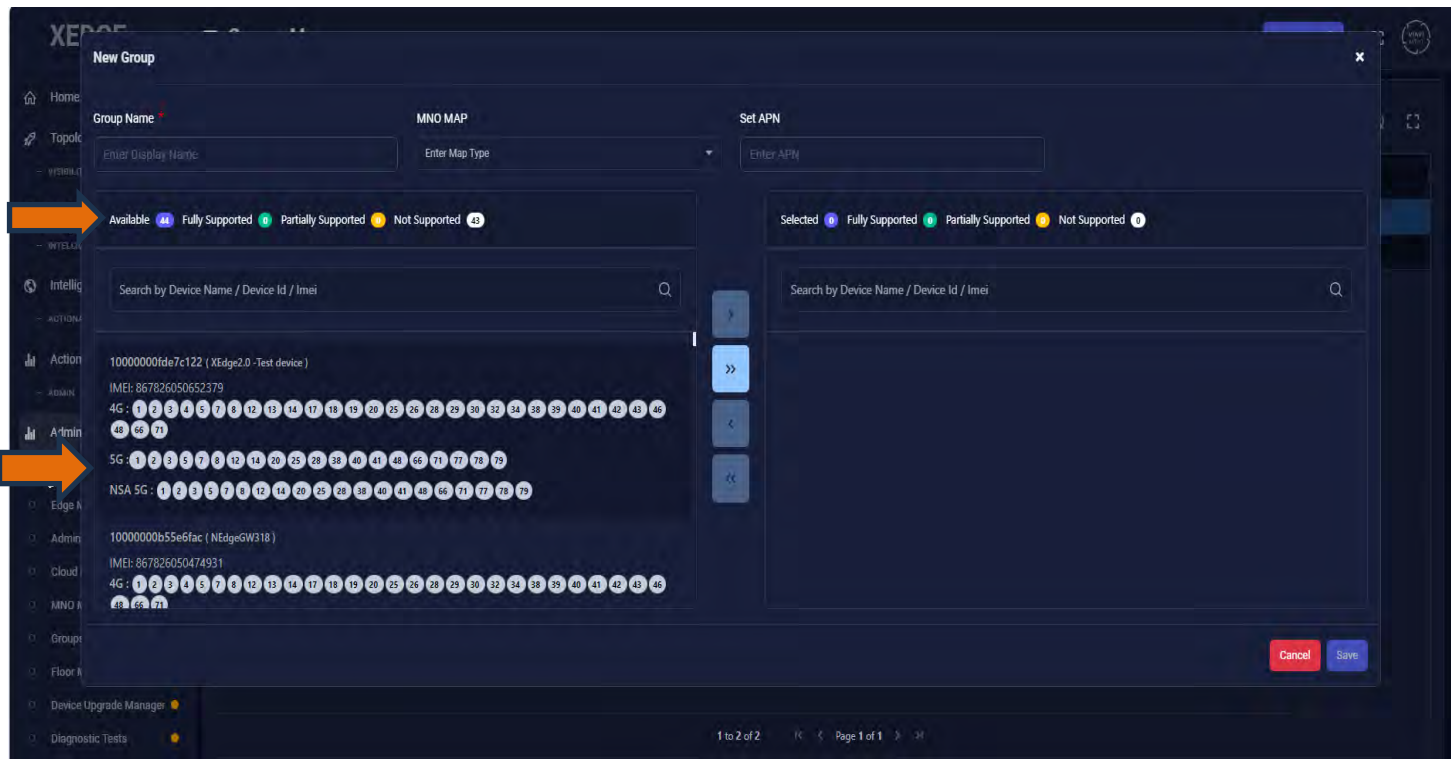 New Group
×
Home
Group Name *
MNO MAP
Set APN
Enter Display Name
Enter Map Type
Enter APN
Available 44 Fully Supported 0 Partially Supported 0 Not Supported 43
Selected 0 Fully Supported 0 Partially Supported 0 Not Supported 0
Search by Device Name / Device Id / Imei
Search by Device Name / Device Id / Imei
›
»
‹
«
10000000fde7c122 ( XEdge2.0 -Test device )
IMEI: 867826050652379
4G : 1 2 3 4 5 7 8 12 13 14 17 18 19 20 25 26 28 29 30 32 34 38 39 40 41 42 43 46
48 66 71
5G : 1 2 3 5 7 8 12 14 20 25 28 38 40 41 48 66 71 77 78 79
NSA 5G : 1 2 3 5 7 8 12 14 20 25 28 38 40 41 48 66 71 77 78 79
10000000b55e6fac ( NEdgeGW318 )
IMEI: 867826050474931
4G : 1 2 3 4 5 7 8 12 13 14 17 18 19 20 25 26 28 29 30 32 34 38 39 40 41 42 43 46
48 66 71
Action
ADMIN
Admin
Edge
Admin
Cloud
MNO
Groups
Floor
Cancel
Save
Device Upgrade Manager
Diagnostic Tests
1 to 2 of 2
Page 1 of 1